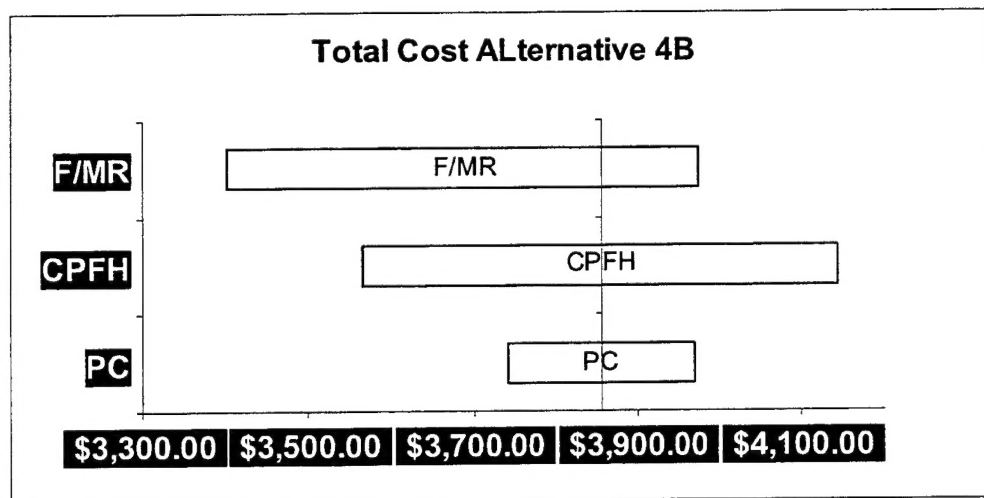 Total Cost ALternative 4B
F/MR F/MR
CPFH CPFH
PC PC
$3,300.00 $3,500.00 $3,700.00 $3,900.00 $4,100.00